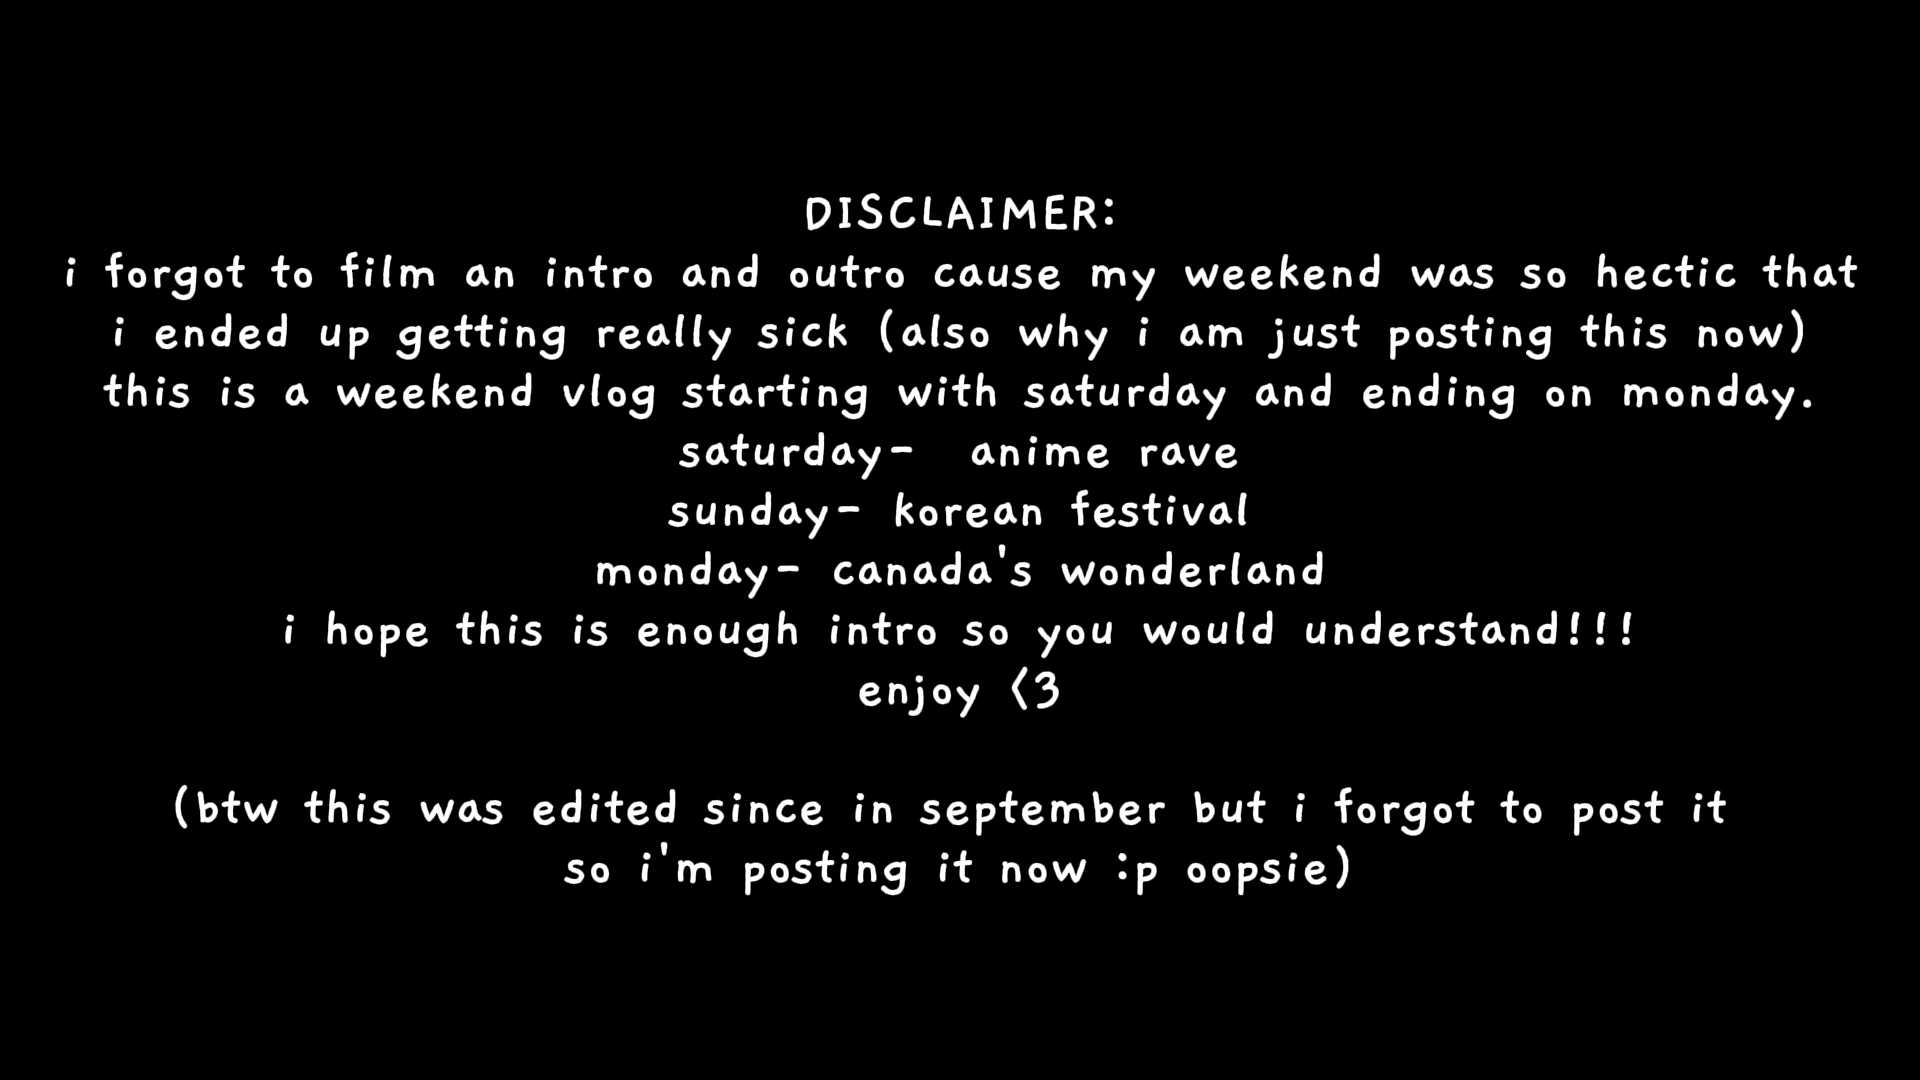 DISCLAIMER:
i forgot to film an intro and outro cause my weekend was so hectic that
i ended up getting really sick (also why i am just posting this now)
this is a weekend vlog starting with saturday and ending on monday.
saturday-  anime rave
sunday- korean festival
monday- canada's wonderland
i hope this is enough intro so you would understand!!!
enjoy <3
(btw this was edited since in september but i forgot to post it
so i'm posting it now :p oopsie)